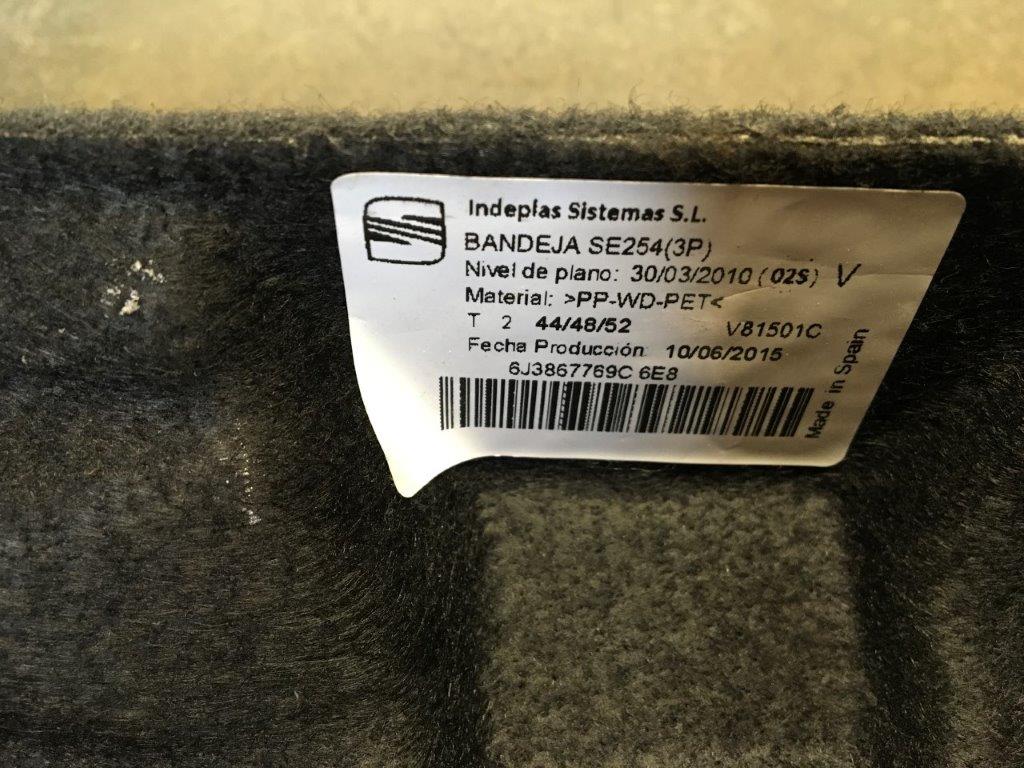 Indeplas Sistemas S.L.
BANDEJA SE254(3P)
Nivel de plano: 30/03/2010 (02S) V
Material: >PP-WD-PET<
T 2 44/48/52 V81501C
Fecha Producción: 10/06/2015
6J3867769C 6E8
Made in Spain